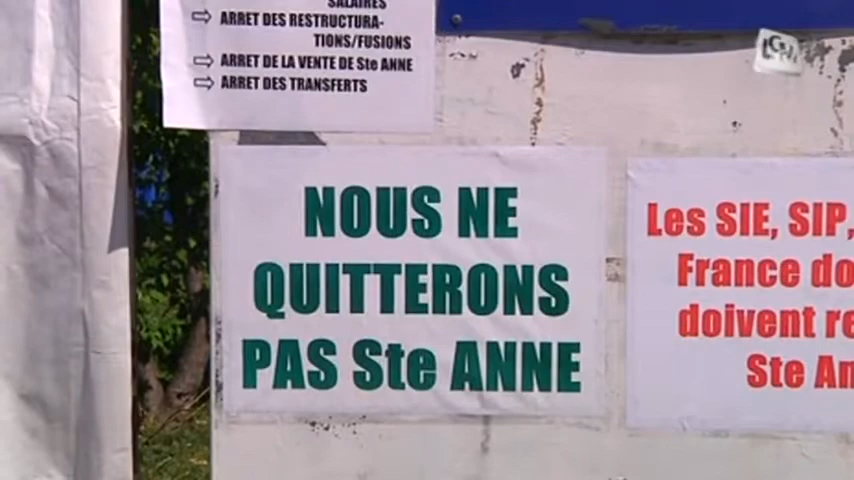 SALAIRES
⇨ ARRET DES RESTRUCTURA-
TIONS/FUSIONS
⇨ ARRET DE LA VENTE DE Ste ANNE
⇨ ARRET DES TRANSFERTS
NOUS NE
QUITTERONS
PAS Ste ANNE
Les SIE, SIP,
France do
doivent re
Ste An